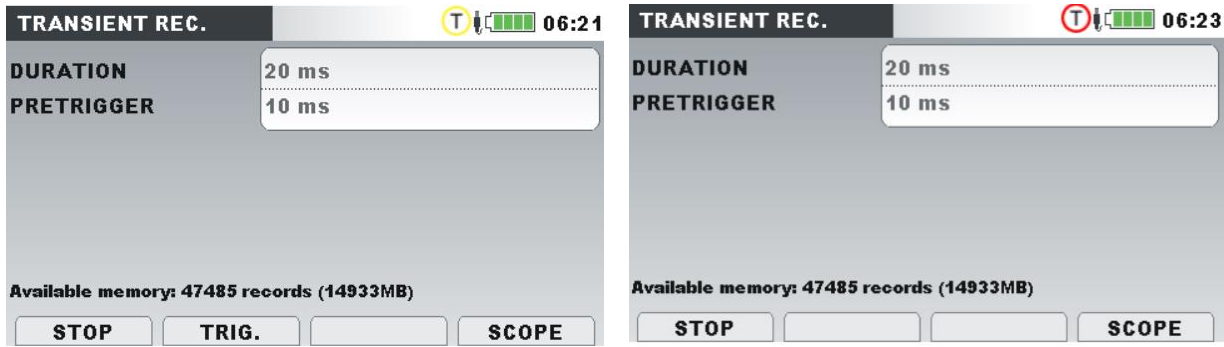 TRANSIENT REC. T 06:21
DURATION 20 ms
PRETRIGGER 10 ms
Available memory: 47485 records (14933MB)
STOP TRIG. SCOPE
TRANSIENT REC. T 06:23
DURATION 20 ms
PRETRIGGER 10 ms
Available memory: 47485 records (14933MB)
STOP SCOPE